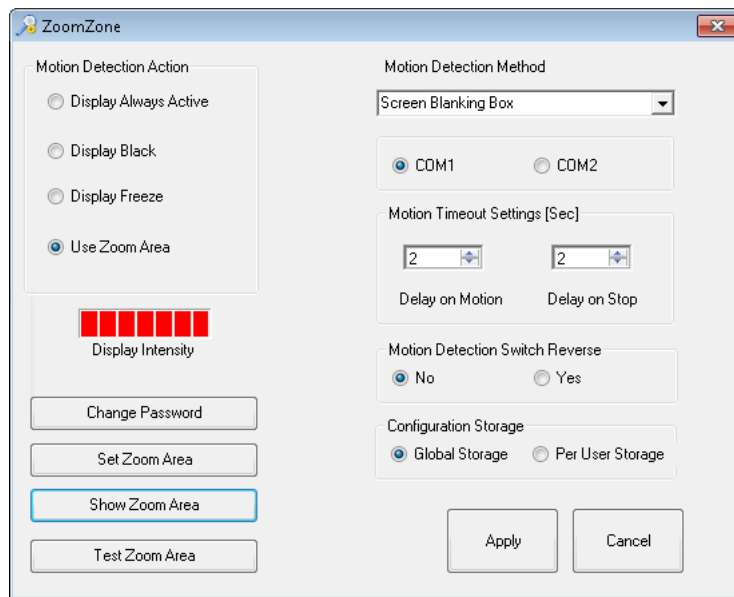 ZoomZone
Motion Detection Action
Display Always Active
Display Black
Display Freeze
Use Zoom Area
Display Intensity
Change Password
Set Zoom Area
Show Zoom Area
Test Zoom Area
Motion Detection Method
Screen Blanking Box
COM1 COM2
Motion Timeout Settings [Sec]
2 2
Delay on Motion Delay on Stop
Motion Detection Switch Reverse
No Yes
Configuration Storage
Global Storage Per User Storage
Apply Cancel